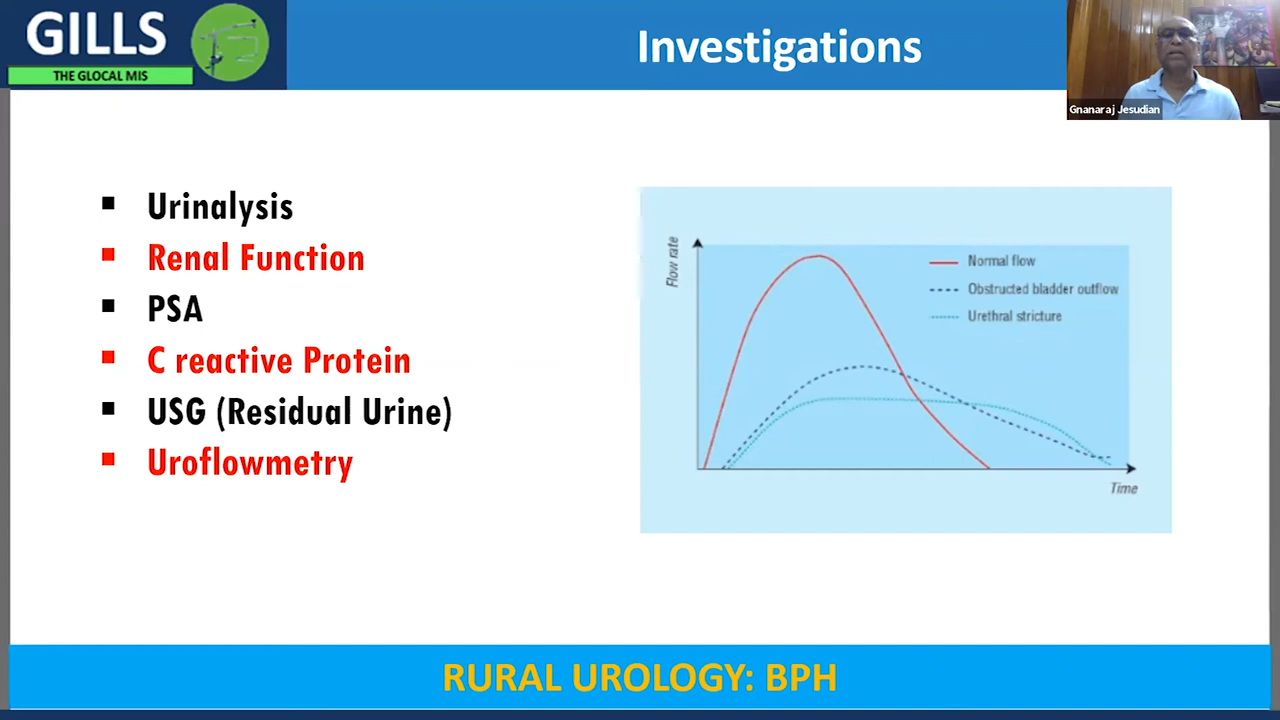 GILLS
THE GLOCAL MIS
Investigations
Gnanaraj Jesudian
Urinalysis
Renal Function
PSA
C reactive Protein
USG (Residual Urine)
Uroflowmetry
Flow rate
Normal flow
Obstructed bladder outflow
Urethral stricture
Time
RURAL UROLOGY: BPH